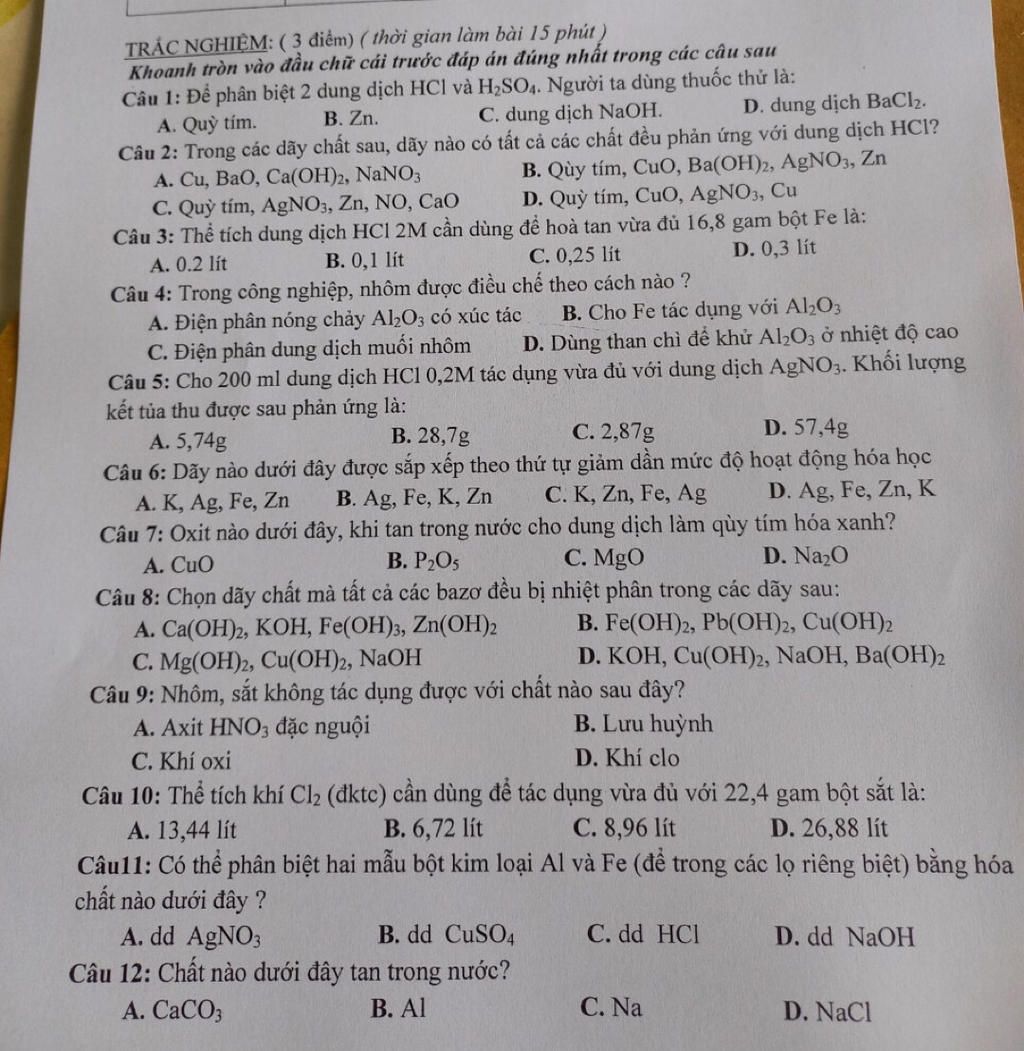 TRẮC NGHIỆM: ( 3 điểm) ( thời gian làm bài 15 phút )
Khoanh tròn vào đầu chữ cái trước đáp án đúng nhất trong các câu sau
Câu 1: Để phân biệt 2 dung dịch HCl và H₂SO₄. Người ta dùng thuốc thử là:
A. Quỳ tím. B. Zn. C. dung dịch NaOH. D. dung dịch BaCl₂.
Câu 2: Trong các dãy chất sau, dãy nào có tất cả các chất đều phản ứng với dung dịch HCl?
A. Cu, BaO, Ca(OH)₂, NaNO₃ B. Qùy tím, CuO, Ba(OH)₂, AgNO₃, Zn
C. Quỳ tím, AgNO₃, Zn, NO, CaO D. Quỳ tím, CuO, AgNO₃, Cu
Câu 3: Thể tích dung dịch HCl 2M cần dùng để hoà tan vừa đủ 16,8 gam bột Fe là:
A. 0.2 lít B. 0,1 lít C. 0,25 lít D. 0,3 lít
Câu 4: Trong công nghiệp, nhôm được điều chế theo cách nào ?
A. Điện phân nóng chảy Al₂O₃ có xúc tác B. Cho Fe tác dụng với Al₂O₃
C. Điện phân dung dịch muối nhôm D. Dùng than chì để khử Al₂O₃ ở nhiệt độ cao
Câu 5: Cho 200 ml dung dịch HCl 0,2M tác dụng vừa đủ với dung dịch AgNO₃. Khối lượng
kết tủa thu được sau phản ứng là:
A. 5,74g B. 28,7g C. 2,87g D. 57,4g
Câu 6: Dãy nào dưới đây được sắp xếp theo thứ tự giảm dần mức độ hoạt động hóa học
A. K, Ag, Fe, Zn B. Ag, Fe, K, Zn C. K, Zn, Fe, Ag D. Ag, Fe, Zn, K
Câu 7: Oxit nào dưới đây, khi tan trong nước cho dung dịch làm qùy tím hóa xanh?
A. CuO B. P₂O₅ C. MgO D. Na₂O
Câu 8: Chọn dãy chất mà tất cả các bazơ đều bị nhiệt phân trong các dãy sau:
A. Ca(OH)₂, KOH, Fe(OH)₃, Zn(OH)₂ B. Fe(OH)₂, Pb(OH)₂, Cu(OH)₂
C. Mg(OH)₂, Cu(OH)₂, NaOH D. KOH, Cu(OH)₂, NaOH, Ba(OH)₂
Câu 9: Nhôm, sắt không tác dụng được với chất nào sau đây?
A. Axit HNO₃ đặc nguội B. Lưu huỳnh
C. Khí oxi D. Khí clo
Câu 10: Thể tích khí Cl₂ (đktc) cần dùng để tác dụng vừa đủ với 22,4 gam bột sắt là:
A. 13,44 lít B. 6,72 lít C. 8,96 lít D. 26,88 lít
Câu11: Có thể phân biệt hai mẫu bột kim loại Al và Fe (để trong các lọ riêng biệt) bằng hóa
chất nào dưới đây ?
A. dd AgNO₃ B. dd CuSO₄ C. dd HCl D. dd NaOH
Câu 12: Chất nào dưới đây tan trong nước?
A. CaCO₃ B. Al C. Na D. NaCl